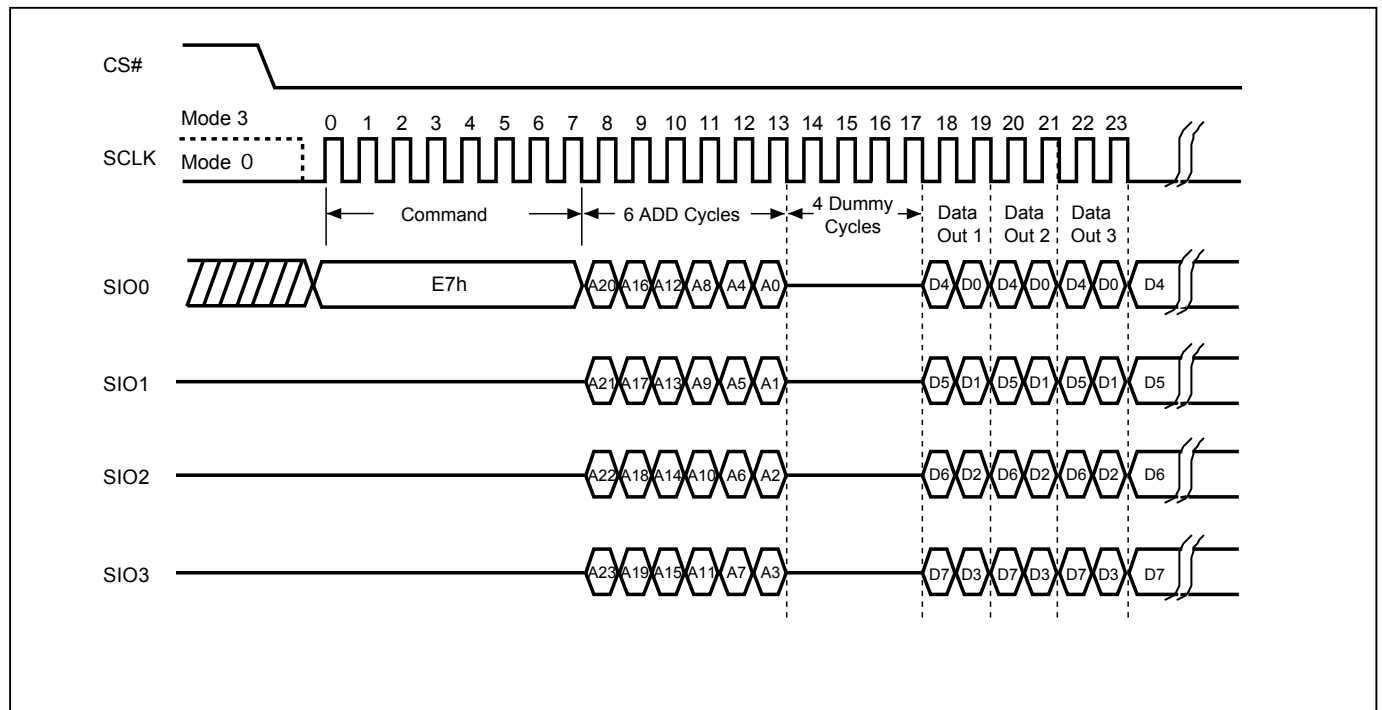 CS#
Mode 3
0 1 2 3 4 5 6 7 8 9 10 11 12 13 14 15 16 17 18 19 20 21 22 23
SCLK
Mode 0
Command
6 ADD Cycles
4 Dummy
Cycles
Data
Out 1
Data
Out 2
Data
Out 3
SIO0
E7h
A20 A16 A12 A8 A4 A0
D4 D0 D4 D0 D4 D0 D4
SIO1
A21 A17 A13 A9 A5 A1
D5 D1 D5 D1 D5 D1 D5
SIO2
A22 A18 A14 A10 A6 A2
D6 D2 D6 D2 D6 D2 D6
SIO3
A23 A19 A15 A11 A7 A3
D7 D3 D7 D3 D7 D3 D7